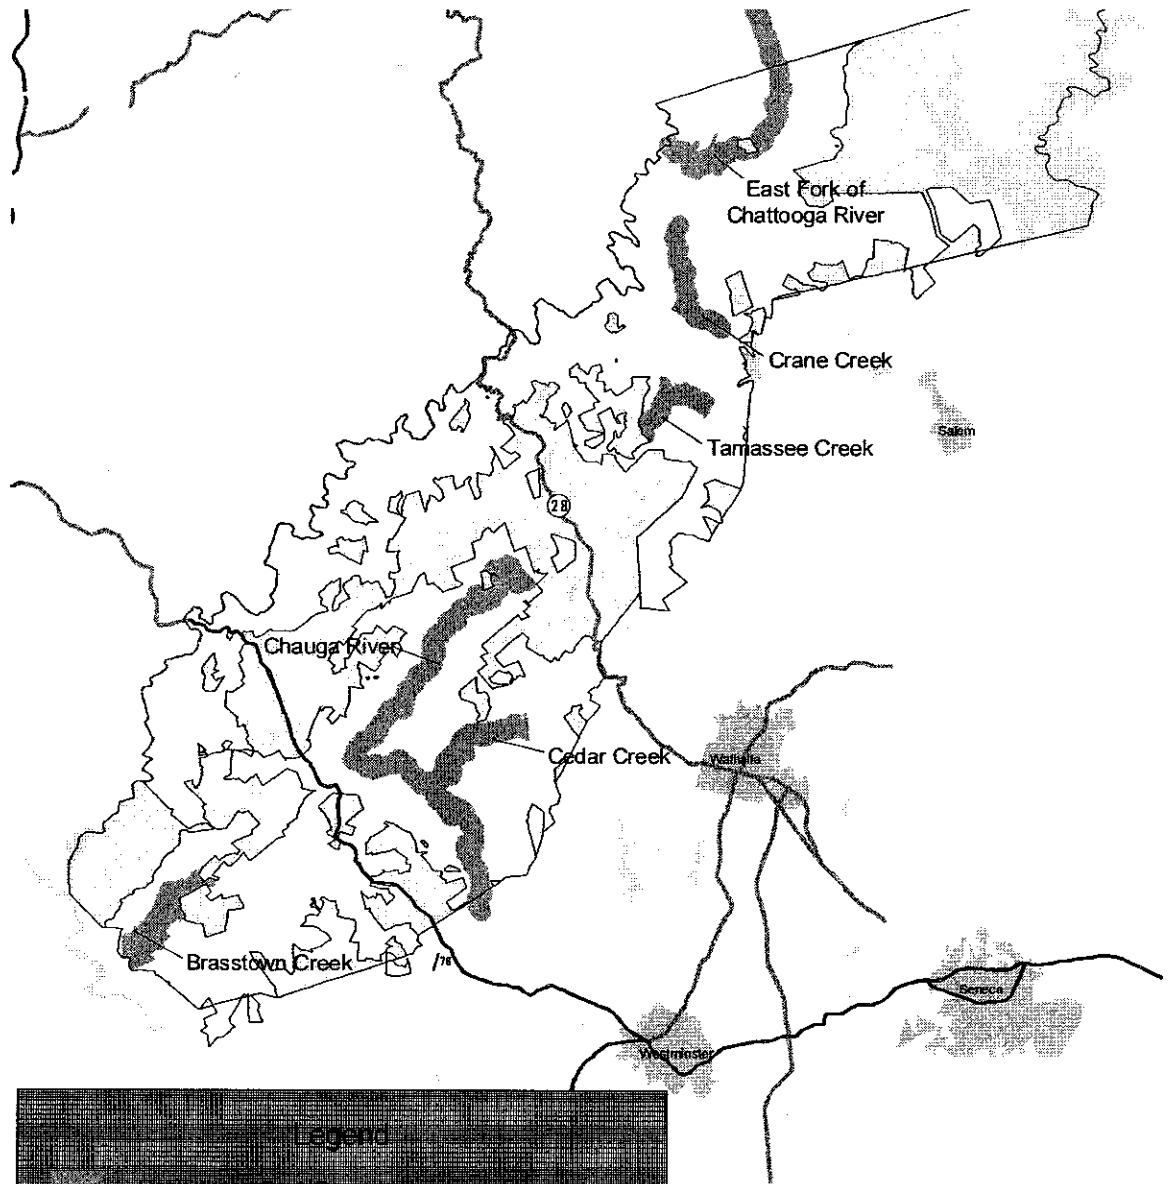 East Fork of
Chattooga River
Crane Creek
Salem
Tamassee Creek
28
Chauga River
Cedar Creek
Walhalla
Brasstown Creek
76
Seneca
Westminster
Legend